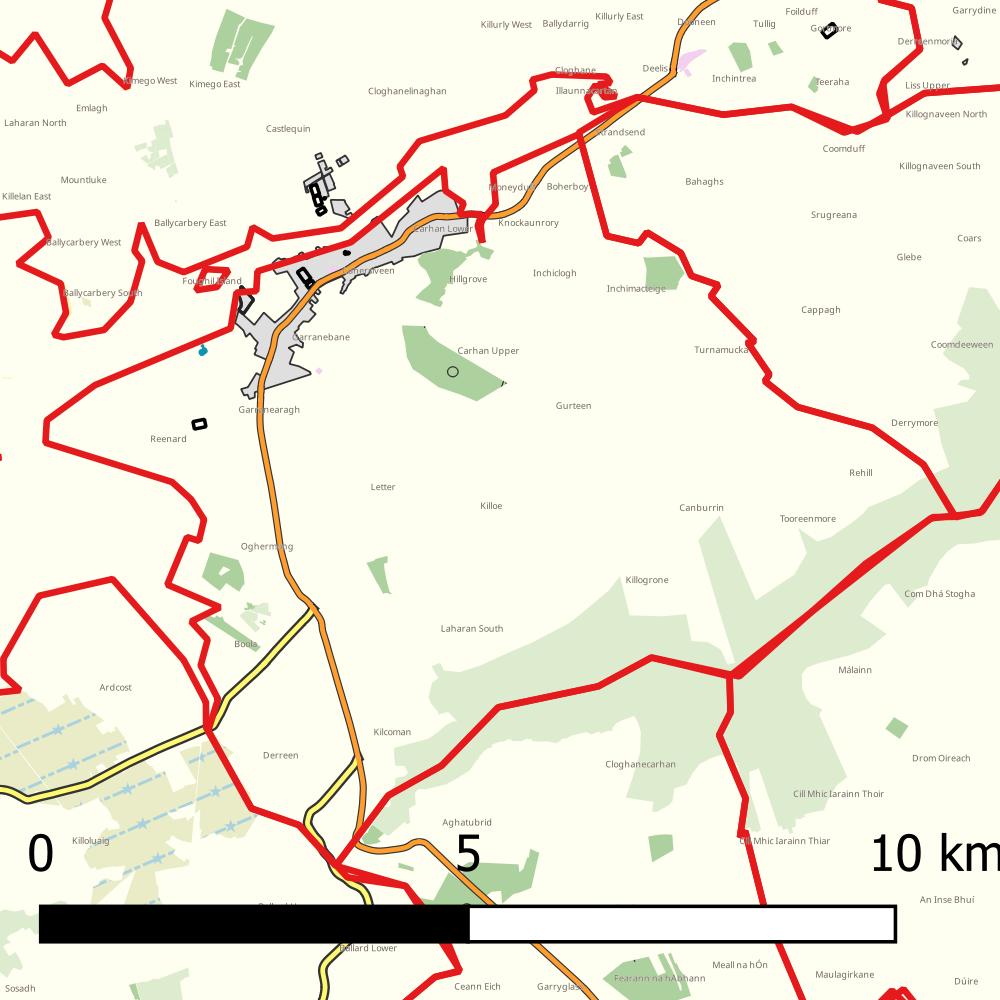 Garrydine
Foilduff
Killurly East
Killurly West
Ballydarrig
Dooneen
Tullig
Gortmore
Derreenmoria
Cloghane
Deelis
Inchintrea
Teeraha
Liss Upper
Kimego West
Kimego East
Cloghanelinaghan
Illaunnacartan
Emlagh
Killognaveen North
Laharan North
Castlequin
Strandsend
Coomduff
Killognaveen South
Mountluke
Bahaghs
Moneyduff
Boherboy
Killelan East
Srugreana
Ballycarbery East
Knockaunrory
Carhan Lower
Coars
Ballycarbery West
Glebe
Caherciveen
Inchiclogh
Foughil Island
Hillgrove
Inchimacteige
Ballycarbery South
Cappagh
Garranebane
Coomdeeween
Carhan Upper
Turnamucka
Gurteen
Garranearagh
Derrymore
Reenard
Rehill
Letter
Killoe
Canburrin
Tooreenmore
Oghermong
Killogrone
Com Dhá Stogha
Laharan South
Boola
Málainn
Ardcost
Kilcoman
Derreen
Drom Oireach
Cloghanecarhan
Cill Mhic Iarainn Thoir
Aghatubrid
Killoluaig
Cill Mhic Iarainn Thiar
0 5 10 km
An Inse Bhuí
Ballard Lower
Meall na hÓn
Maulagirkane
Fearann na hAbhann
Dúire
Sosadh
Ceann Eich
Garryglass